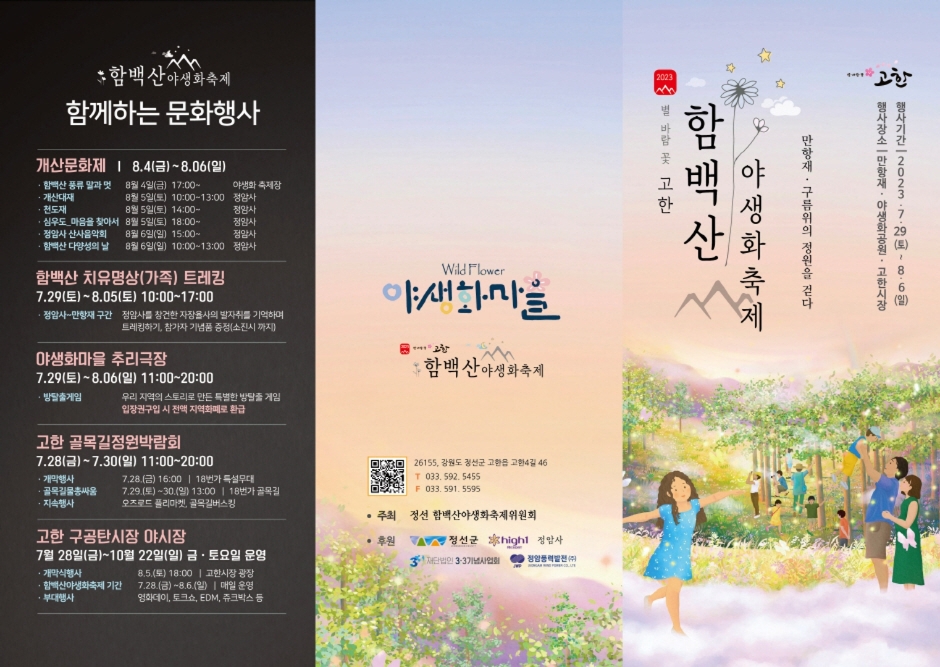 함백산야생화축제
함께하는 문화행사
개산문화제 | 8.4(금)~8.06(일)
· 함백산 풍류 말과 멋 8월 4일(금) 17:00~ 야생화 축제장
· 개산대재 8월 5일(토) 10:00~13:00 정암사
· 전도재 8월 5일(토) 14:00~ 정암사
· 심우도_마음을 찾아서 8월 5일(토) 18:00~ 정암사
· 정암사 산사음악회 8월 6일(일) 15:00~ 정암사
· 함백산 다양성의 날 8월 6일(일) 10:00~13:00 정암사
함백산 치유명상(가족) 트레킹
7.29(토)~8.05(토) 10:00~17:00
· 정암사~만항재 구간 정암사를 창건한 자장율사의 발자취를 기억하며
트레킹하기, 참가자 기념품 증정(소진시 까지)
야생화마을 추리극장
7.29(토)~8.06(일) 11:00~20:00
· 방탈출게임 우리 지역의 스토리로 만든 특별한 방탈출 게임
입장권구입 시 전액 지역화폐로 환급
고한 골목길정원박람회
7.28(금)~7.30(일) 11:00~20:00
· 개막행사 7.28(금) 16:00 | 18번가 특설무대
· 골목길물총싸움 7.29.(토) ~30.(일) 13:00 | 18번가 골목길
· 지속행사 오즈로드 플리마켓, 골목길버스킹
고한 구공탄시장 야시장
7월 28일(금)~10월 22일(일) 금·토요일 운영
· 개막식행사 8.5.(토) 18:00 | 고한시장 광장
· 함백산야생화축제 기간 7.28.(금) ~8.6.(일) | 매일 운영
· 부대행사 영화데이, 토크쇼, EDM, 쥬크박스 등
Wild Flower
야생화마을
고한
함백산야생화축제
26155, 강원도 정선군 고한읍 고한4길 46
T 033. 592. 5455
F 033. 591. 5595
● 주최 정선 함백산야생화축제위원회
● 후원 정선군 high1 정암사
재단법인 3·3기념사업회 정암풍력발전(주)
2023
별 바람 꽃 고한
함백산
야생화축제
만항재·구름위의 정원을 걷다
고한
행사기간 | 2023·7·29(토)~8·6(일)
행사장소 | 만항재·야생화공원·고한시장